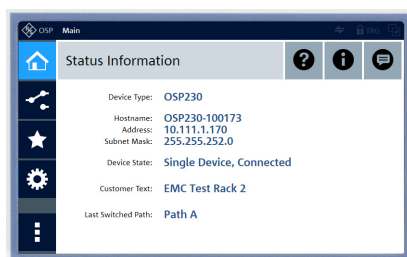 OSP Main TRG
Status Information
Device Type: OSP230
Hostname: OSP230-100173
Address: 10.111.1.170
Subnet Mask: 255.255.252.0
Device State: Single Device, Connected
Customer Text: EMC Test Rack 2
Last Switched Path: Path A